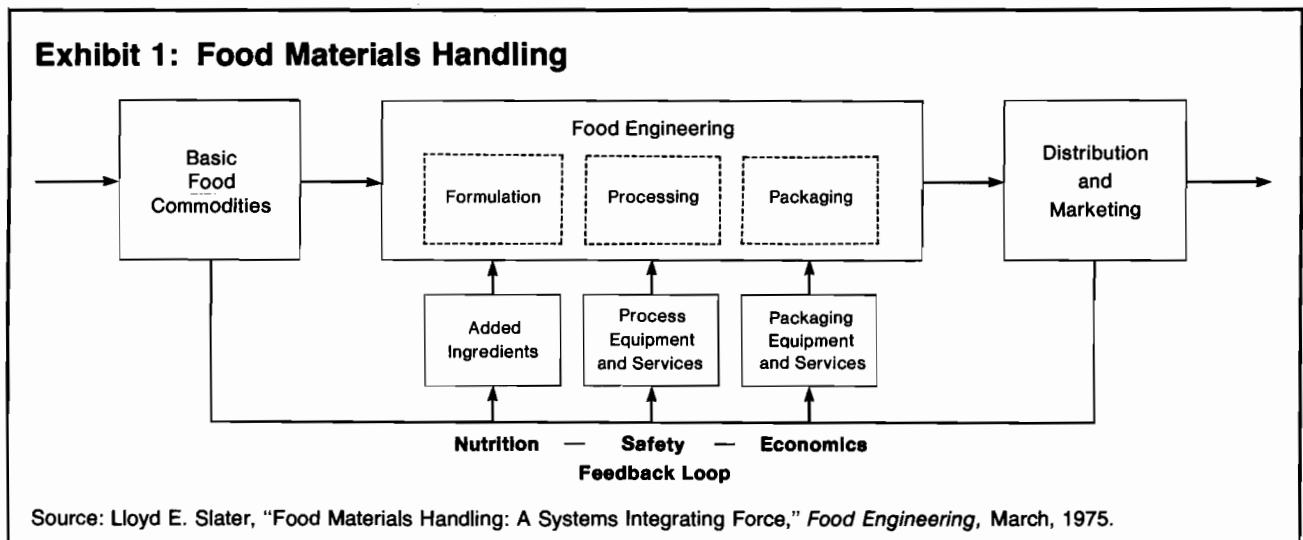 Exhibit 1: Food Materials Handling
Food Engineering
Basic
Food
Commodities
Formulation
Processing
Packaging
Distribution
and
Marketing
Added
Ingredients
Process
Equipment
and Services
Packaging
Equipment
and Services
Nutrition — Safety — Economics
Feedback Loop
Source: Lloyd E. Slater, “Food Materials Handling: A Systems Integrating Force,” Food Engineering, March, 1975.